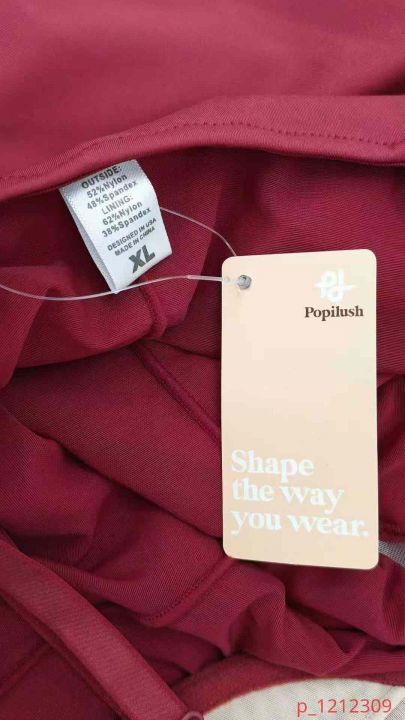 OUTSIDE:
52%Nylon
48%Spandex
LINING:
62%Nylon
38%Spandex
DESIGNED IN USA
MADE IN CHINA
XL
Popilush
Shape
the way
you wear.
p_1212309